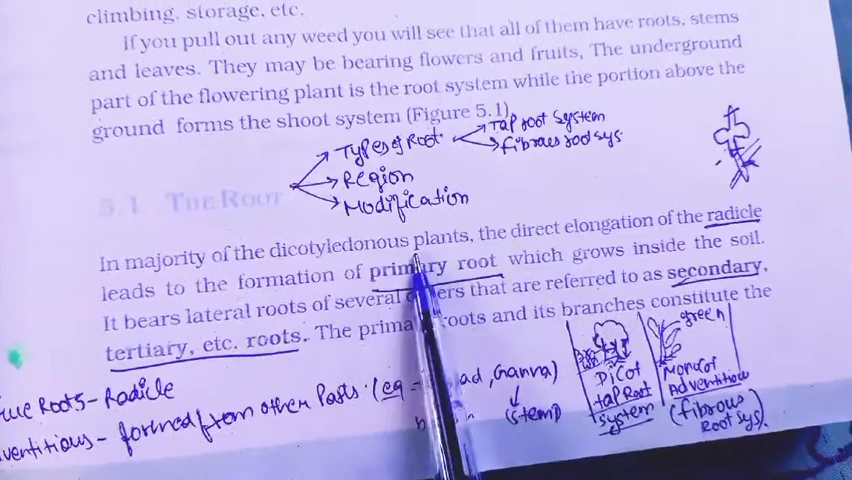 climbing, storage, etc.
If you pull out any weed you will see that all of them have roots, stems
and leaves. They may be bearing flowers and fruits, The underground
part of the flowering plant is the root system while the portion above the
ground forms the shoot system (Figure 5.1).
Types of Root
Tap root System
fibraes root sys
Region
Modification
5.1 THE ROOT
In majority of the dicotyledonous plants, the direct elongation of the radicle
leads to the formation of primary root which grows inside the soil.
It bears lateral roots of several that are referred to as secondary,
tertiary, etc. roots. The prima roots and its branches constitute the
green
Dicot
tap Root
system
Monocot
Adventitious
(fibrous
Root sys).
Roots - Radicle
ventitious - formed from other Parts. (eg - ad, Ganna)
(stem)